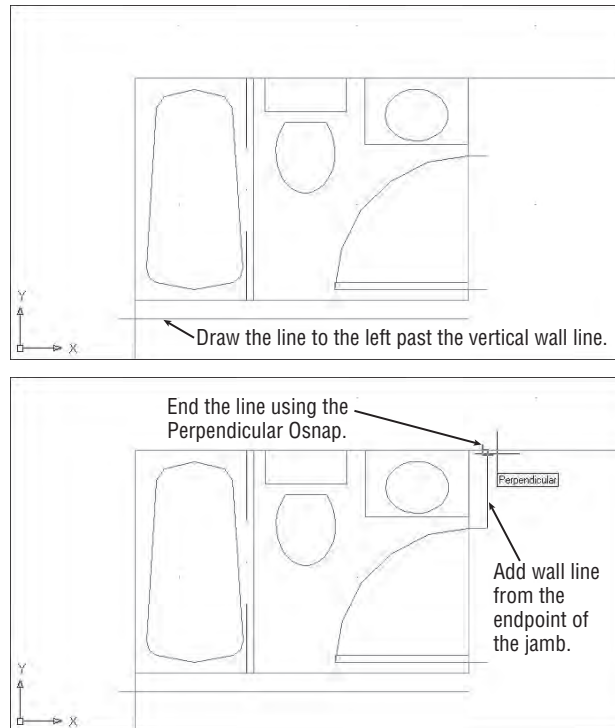 Y
X
Draw the line to the left past the vertical wall line.
End the line using the
Perpendicular Osnap.
Perpendicular
Add wall line
from the
endpoint of
the jamb.
Y
X